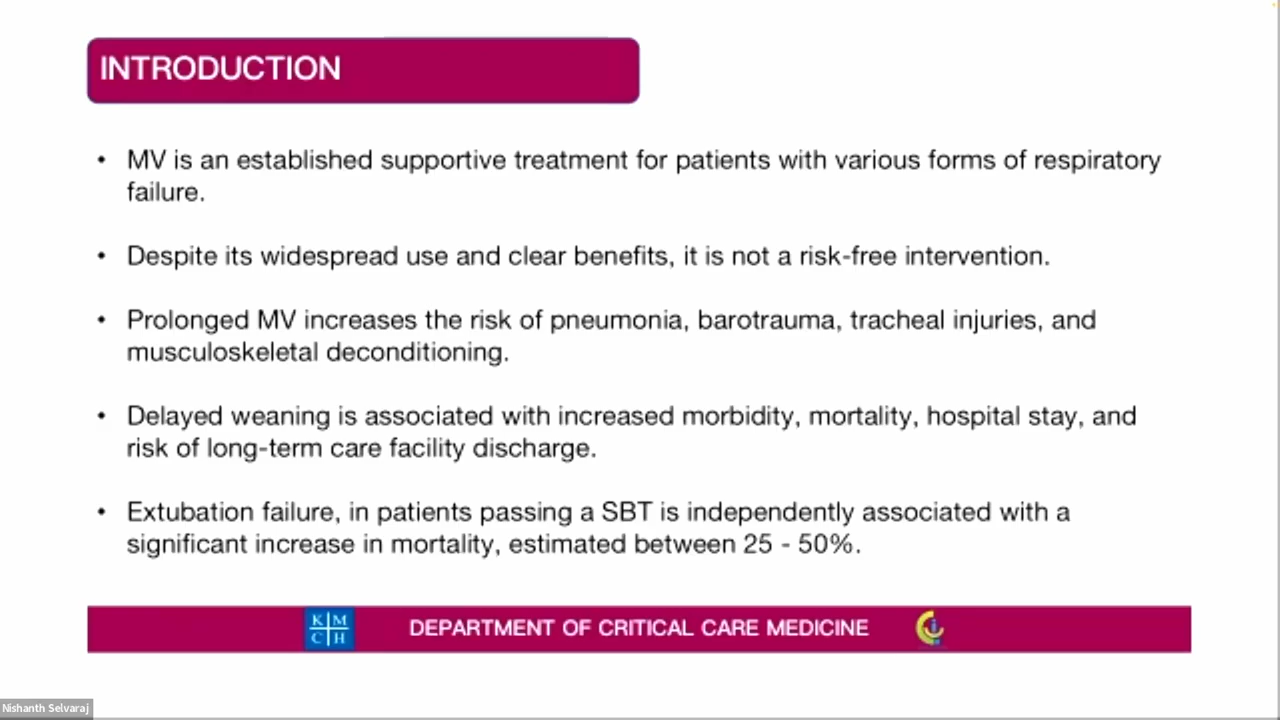 INTRODUCTION
• MV is an established supportive treatment for patients with various forms of respiratory
failure.
• Despite its widespread use and clear benefits, it is not a risk-free intervention.
• Prolonged MV increases the risk of pneumonia, barotrauma, tracheal injuries, and
musculoskeletal deconditioning.
• Delayed weaning is associated with increased morbidity, mortality, hospital stay, and
risk of long-term care facility discharge.
• Extubation failure, in patients passing a SBT is independently associated with a
significant increase in mortality, estimated between 25 - 50%.
K M
C H
DEPARTMENT OF CRITICAL CARE MEDICINE
Nishanth Selvaraj